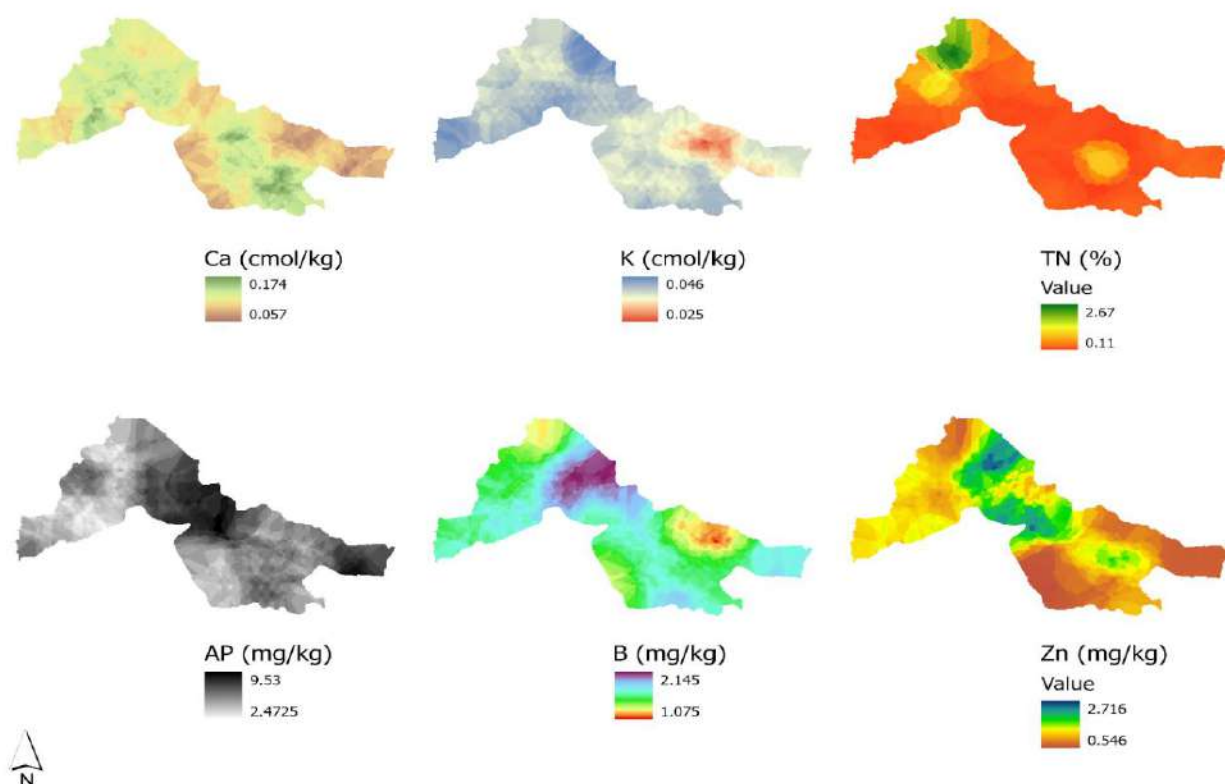 Ca (cmol/kg)
0.174
0.057
K (cmol/kg)
0.046
0.025
TN (%)
Value
2.67
0.11
AP (mg/kg)
9.53
2.4725
B (mg/kg)
2.145
1.075
Zn (mg/kg)
Value
2.716
0.546
N